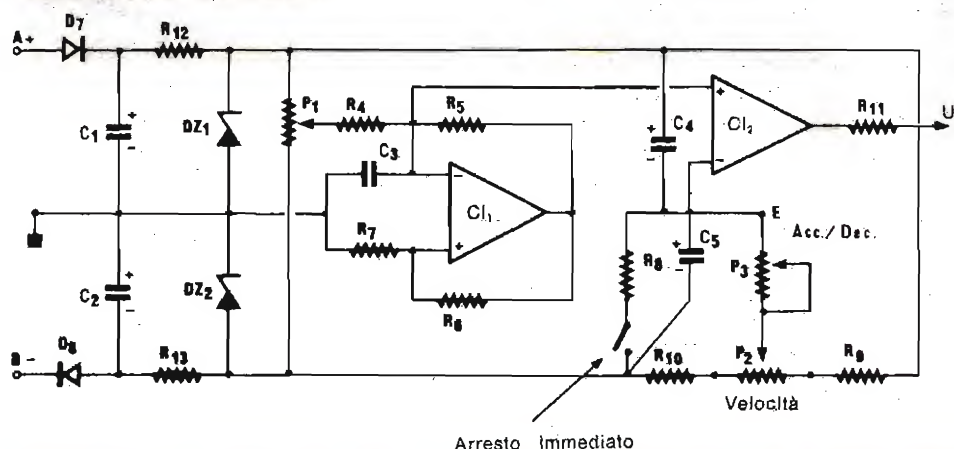 A+
D7
R12
C1
+
-
DZ1
P1
R4
R5
C3
-
CI1
+
R7
R6
C2
+
-
DZ2
B-
D8
R13
C4
+
-
+
CI2
-
R11
U
E
Acc./Dec.
R8
C5
+
-
P3
R10
P2
R9
Velocità
Arresto Immediato